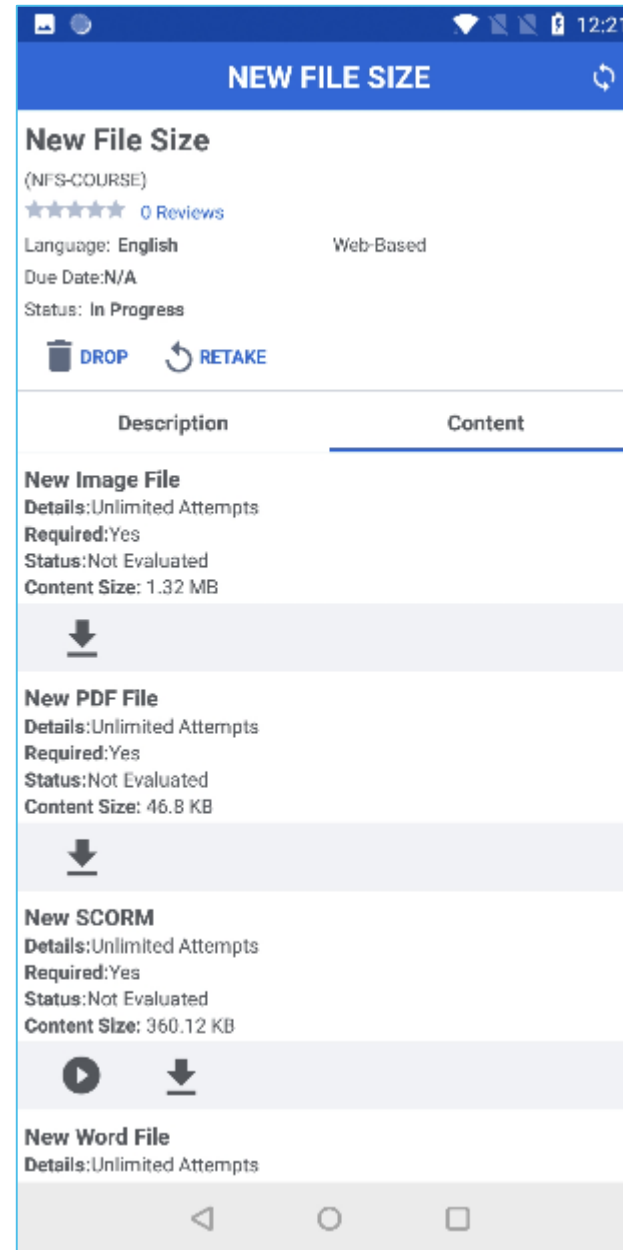 12:21
NEW FILE SIZE
New File Size
(NFS-COURSE)
0 Reviews
Language: English Web-Based
Due Date:N/A
Status: In Progress
DROP RETAKE
Description Content
New Image File
Details:Unlimited Attempts
Required:Yes
Status:Not Evaluated
Content Size: 1.32 MB
New PDF File
Details:Unlimited Attempts
Required:Yes
Status:Not Evaluated
Content Size: 46.8 KB
New SCORM
Details:Unlimited Attempts
Required:Yes
Status:Not Evaluated
Content Size: 360.12 KB
New Word File
Details:Unlimited Attempts